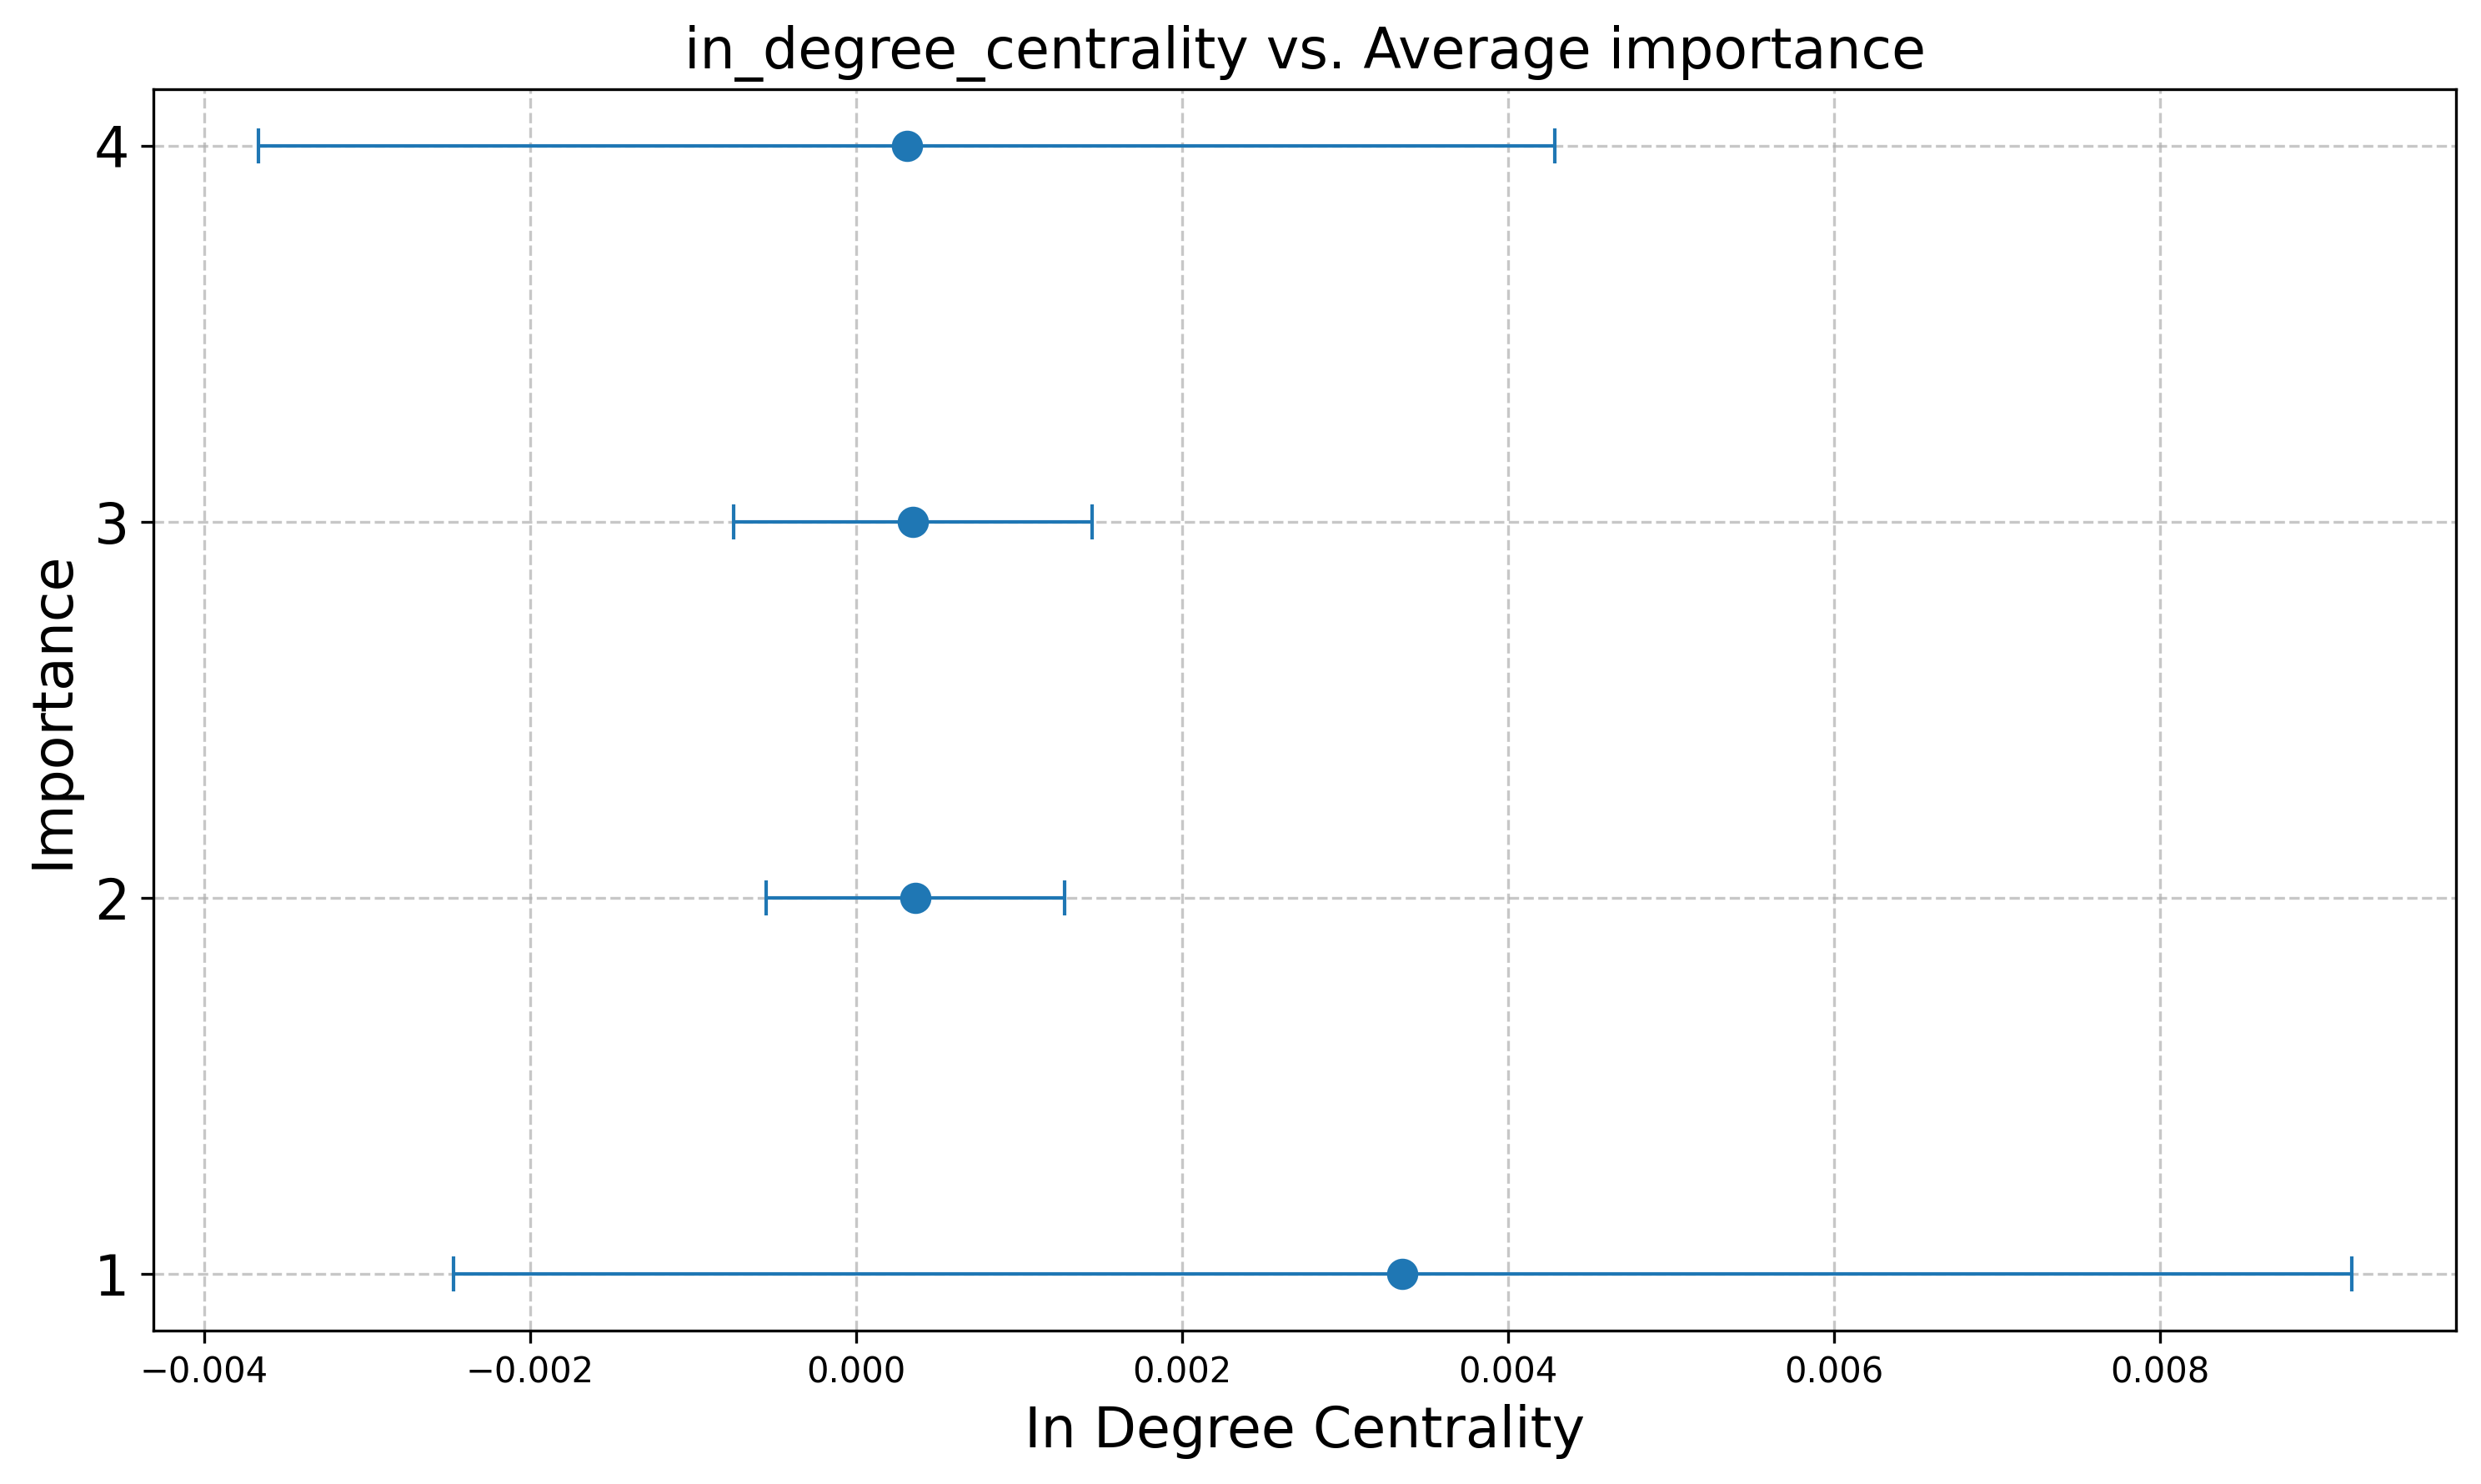 in_degree_centrality vs. Average importance
4
3
2
1
Importance
−0.004 −0.002 0.000 0.002 0.004 0.006 0.008
In Degree Centrality